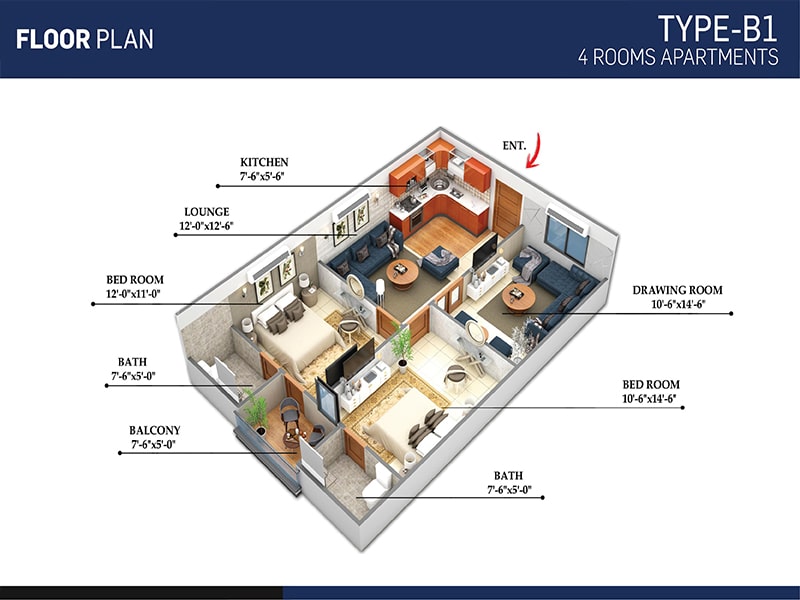 FLOOR PLAN
TYPE-B1
4 ROOMS APARTMENTS
ENT.
KITCHEN
7'-6"x5'-6"
LOUNGE
12'-0"x12'-6"
BED ROOM
12'-0"x11'-0"
DRAWING ROOM
10'-6"x14'-6"
BATH
7'-6"x5'-0"
BED ROOM
10'-6"x14'-6"
BALCONY
7'-6"x5'-0"
BATH
7'-6"x5'-0"